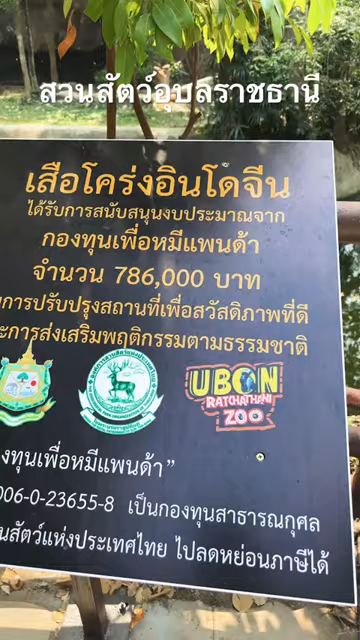 สวนสัตว์อุบลราชธานี
เสือโคร่งอินโดจีน
ได้รับการสนับสนุนงบประมาณจาก
กองทุนเพื่อหมีแพนด้า
จำนวน 786,000 บาท
การปรับปรุงสถานที่เพื่อสวัสดิภาพที่ดี
ะการส่งเสริมพฤติกรรมตามธรรมชาติ
UBON
RATCHATHANI
ZOO
องทุนเพื่อหมีแพนด้า”
006-0-23655-8 เป็นกองทุนสาธารณกุศล
นสัตว์แห่งประเทศไทย ไปลดหย่อนภาษีได้